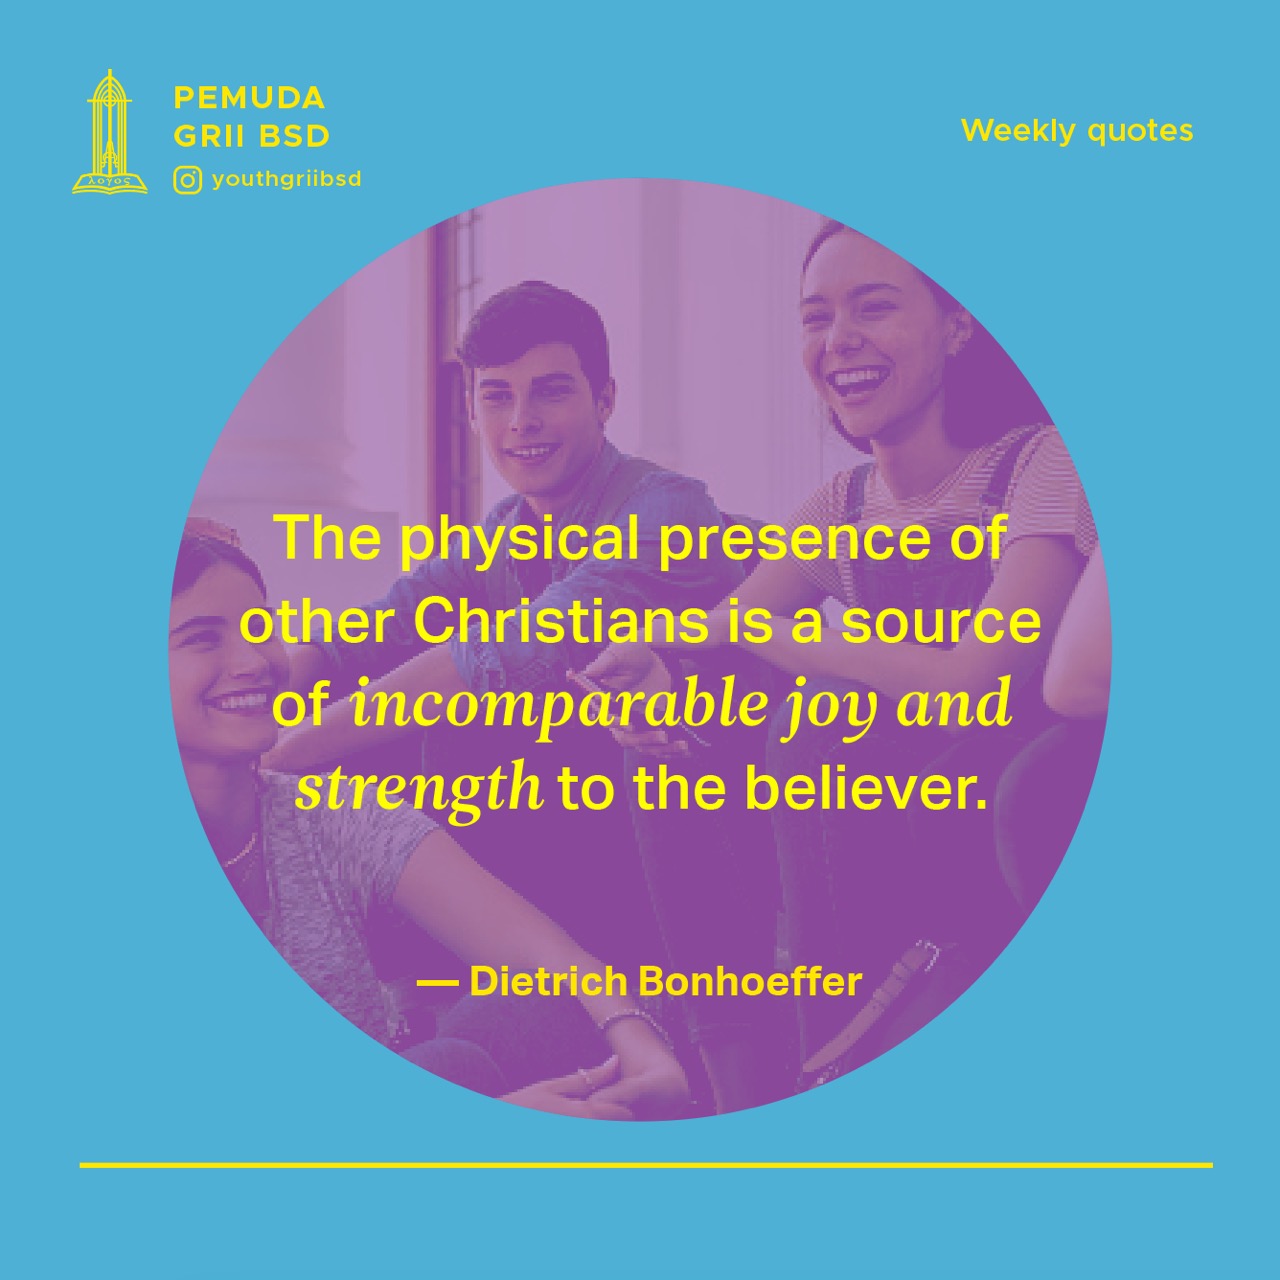 PEMUDA
GRII BSD
youthgriibsd
λογος
Weekly quotes
The physical presence of
other Christians is a source
of incomparable joy and
strength to the believer.
— Dietrich Bonhoeffer